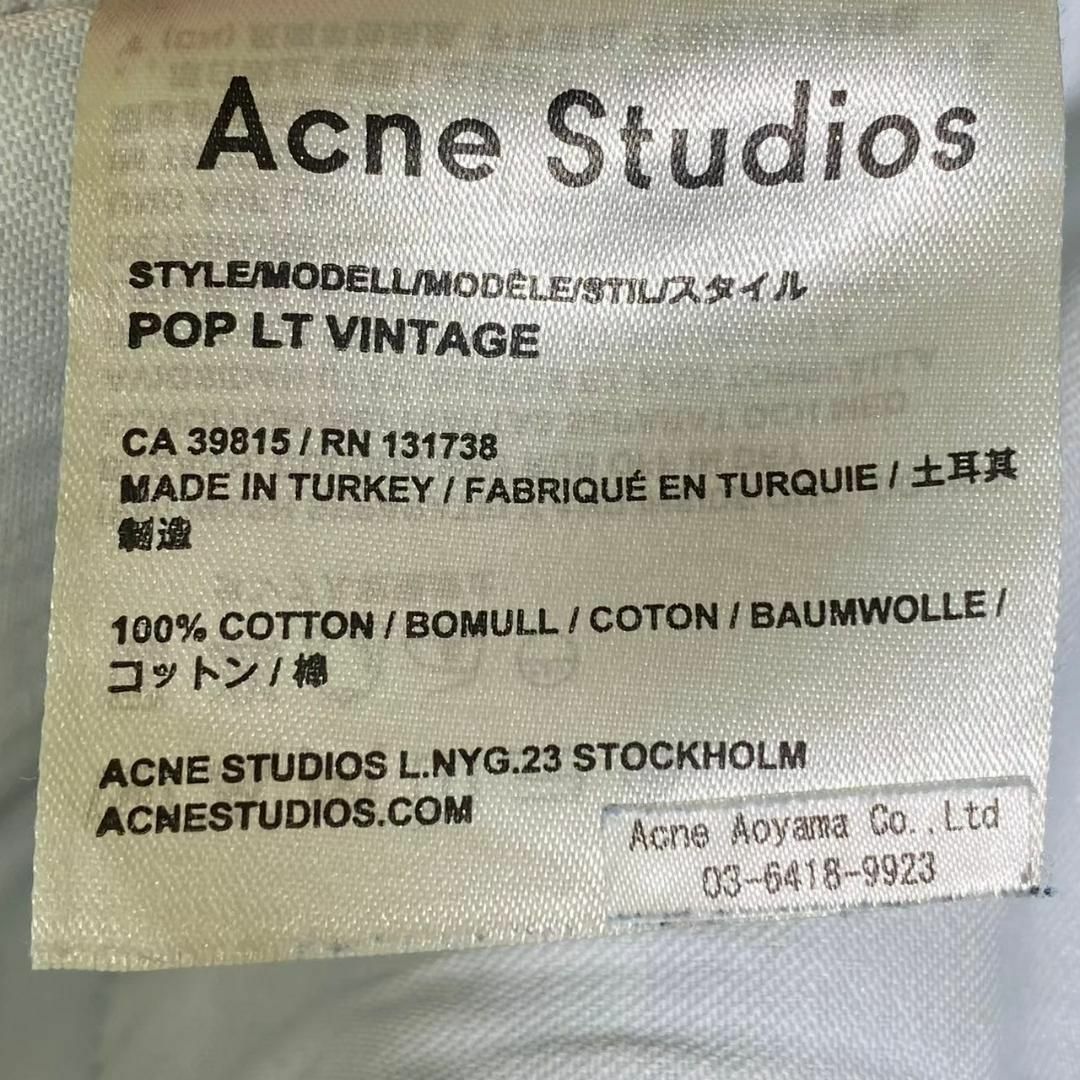 Acne Studios
STYLE/MODELL/MODÈLE/STIL/スタイル
POP LT VINTAGE
CA 39815 / RN 131738
MADE IN TURKEY / FABRIQUÉ EN TURQUIE / 土耳其
製造
100% COTTON / BOMULL / COTON / BAUMWOLLE /
コットン / 棉
ACNE STUDIOS L.NYG.23 STOCKHOLM
ACNESTUDIOS.COM
Acne Aoyama Co.,Ltd
03-6418-9923